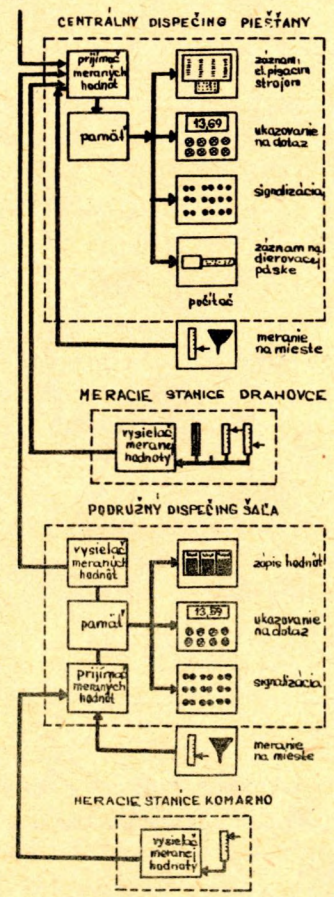 CENTRÁLNY DISPEČING PIEŠŤANY
prijímač
meraných
hodnôt
pamäť
záznam
el. písacím
strojom
13,69
ukazovanie
na dotaz
signalizácia
záznam na
dierovacej
páske
počítač
meranie
na mieste
MERACIE STANICE DRAHOVCE
vysielač
meranej
hodnoty
PODRUŽNÝ DISPEČING ŠAĽA
vysielač
meraných
hodnôt
pamäť
prijímač
meraných
hodnôt
zápis hodnôt
13,59
ukazovanie
na dotaz
signalizácia
meranie
na mieste
MERACIE STANICE KOMÁRNO
vysielač
meranej
hodnoty